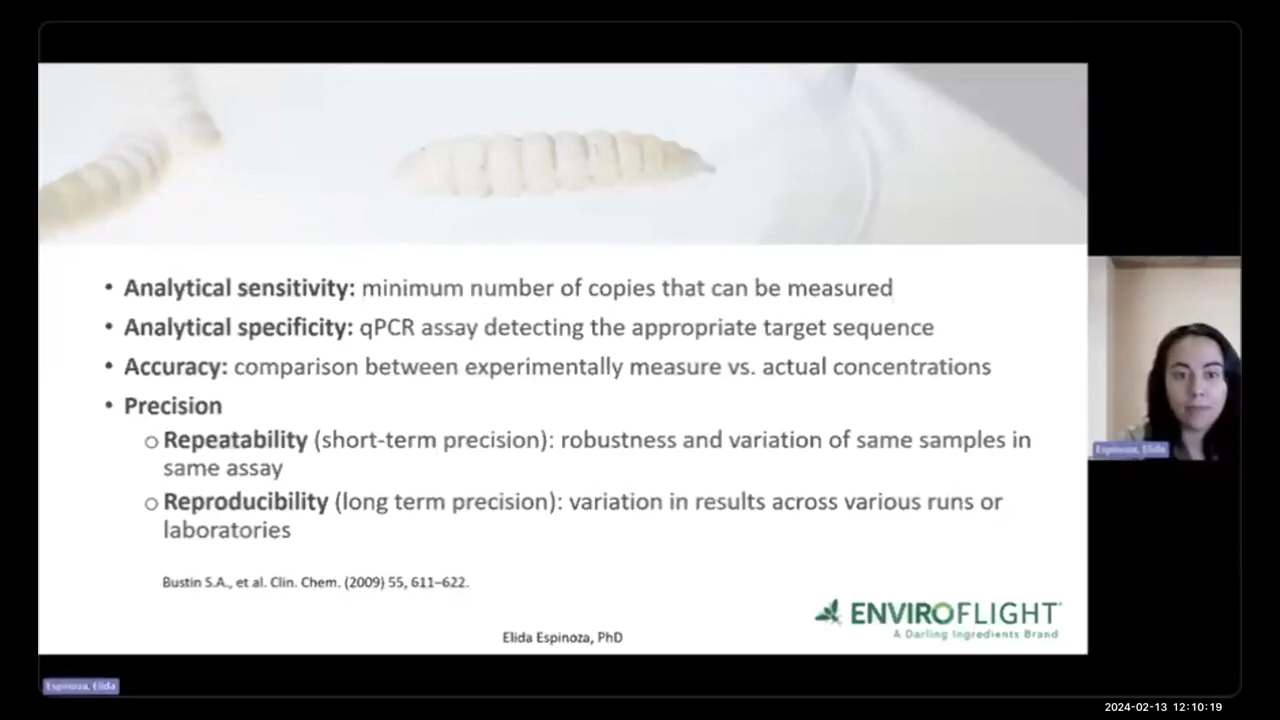 • Analytical sensitivity: minimum number of copies that can be measured
• Analytical specificity: qPCR assay detecting the appropriate target sequence
• Accuracy: comparison between experimentally measure vs. actual concentrations
• Precision
o Repeatability (short-term precision): robustness and variation of same samples in
same assay
o Reproducibility (long term precision): variation in results across various runs or
laboratories
Bustin S.A., et al. Clin. Chem. (2009) 55, 611–622.
ENVIROFLIGHT
A Darling Ingredients Brand
Elida Espinoza, PhD
Espinoza, Elida
Espinoza, Elida
2024-02-13 12:10:19